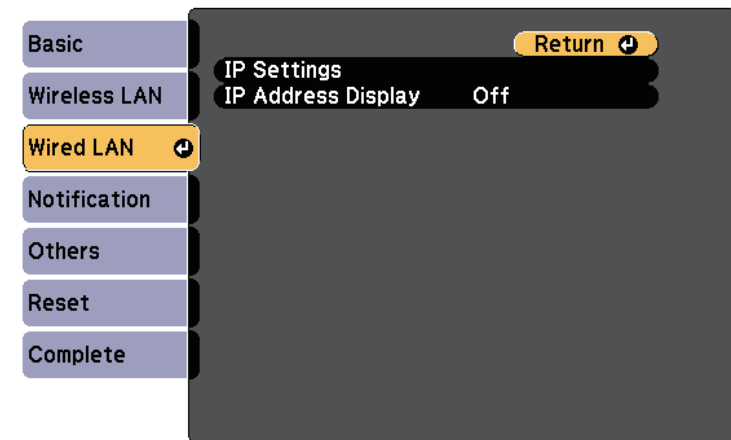 Basic
Wireless LAN
Wired LAN
Notification
Others
Reset
Complete
Return
IP Settings
IP Address Display Off